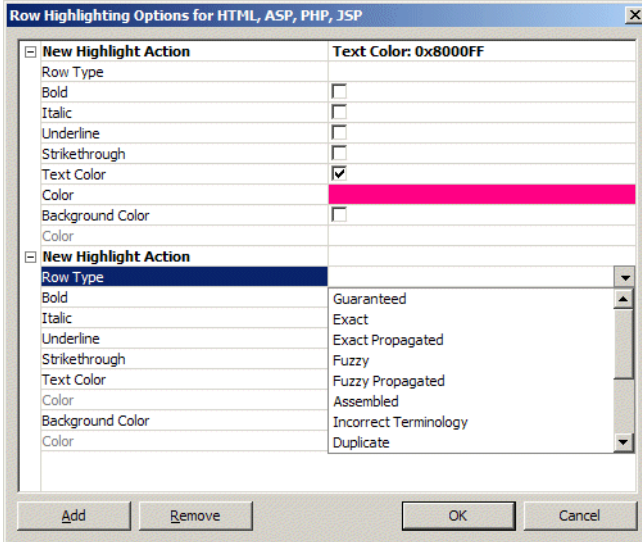 Row Highlighting Options for HTML, ASP, PHP, JSP
New Highlight Action Text Color: 0x8000FF
Row Type
Bold
Italic
Underline
Strikethrough
Text Color
Color
Background Color
Color
New Highlight Action
Row Type
Bold Guaranteed
Italic Exact
Underline Exact Propagated
Strikethrough Fuzzy
Text Color Fuzzy Propagated
Color Assembled
Background Color Incorrect Terminology
Color Duplicate
Add Remove OK Cancel